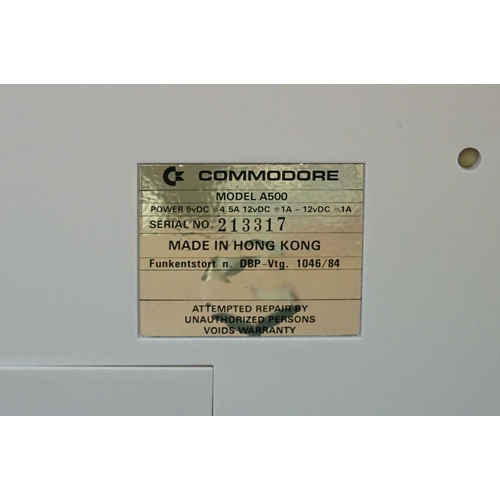 COMMODORE
MODEL A500
POWER 5vDC 4.5A 12vDC 1A - 12vDC .1A
SERIAL NO. 213317
MADE IN HONG KONG
Funkentstört n. DBP-Vtg. 1046/84
ATTEMPTED REPAIR BY
UNAUTHORIZED PERSONS
VOIDS WARRANTY